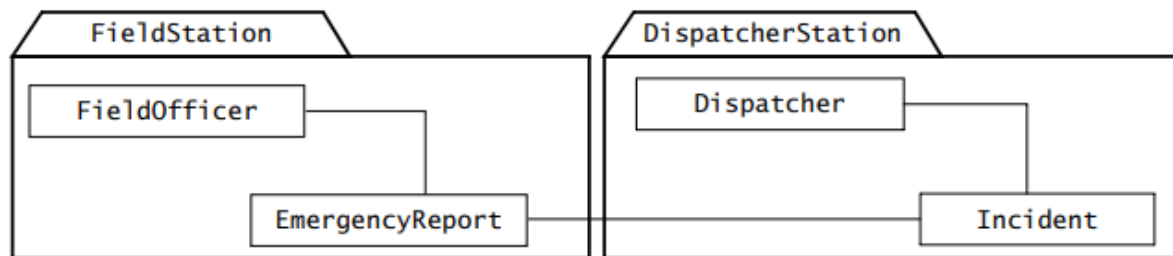 FieldStation
DispatcherStation
FieldOfficer
Dispatcher
EmergencyReport
Incident